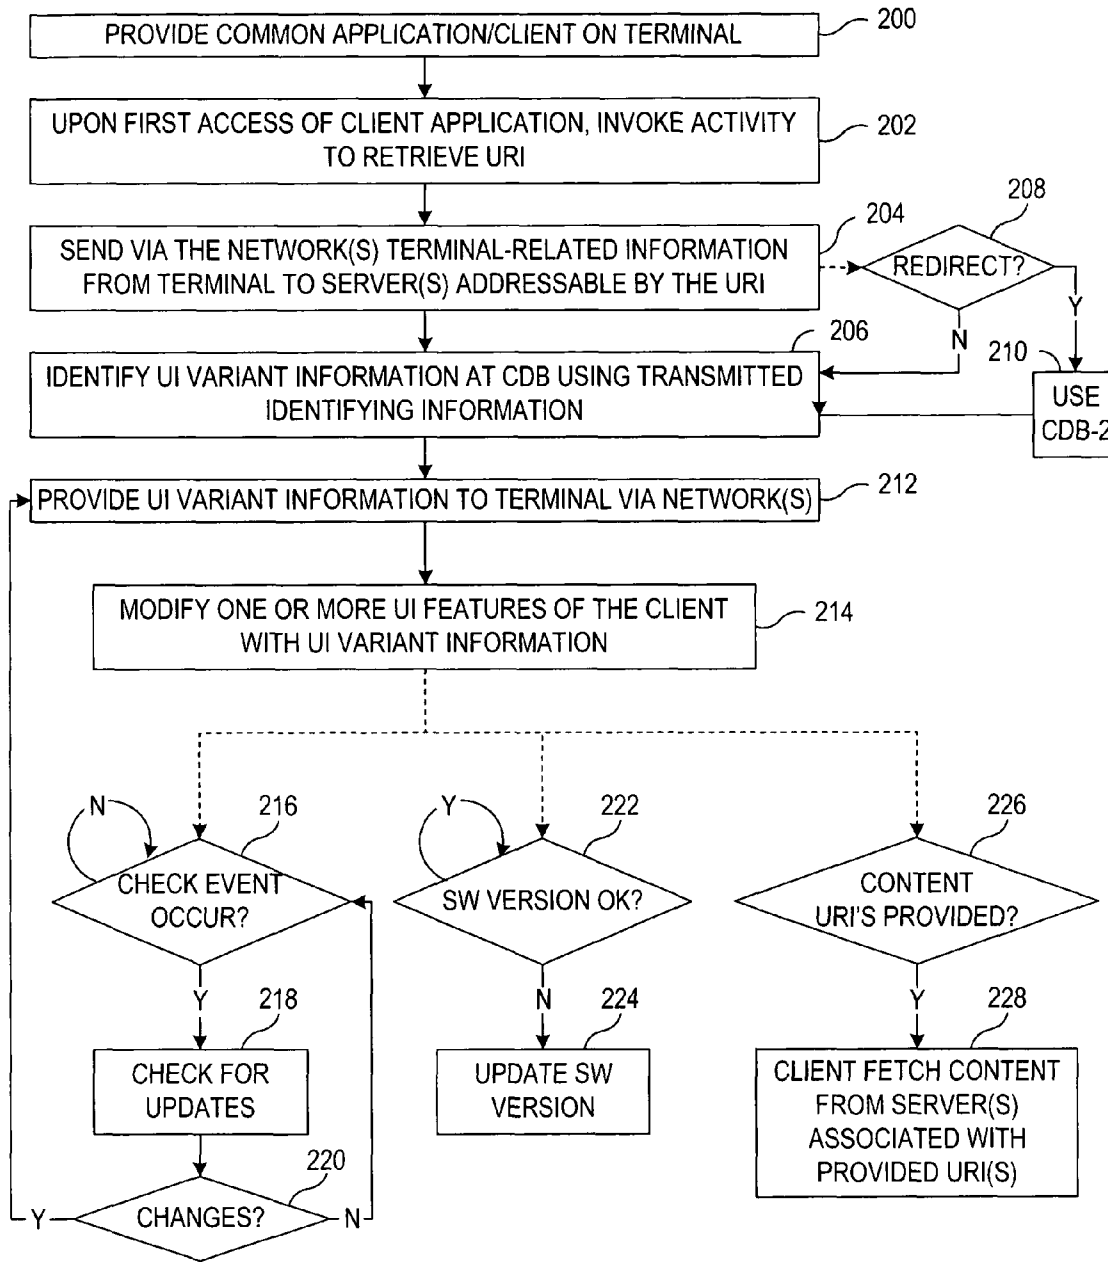 PROVIDE COMMON APPLICATION/CLIENT ON TERMINAL
200
UPON FIRST ACCESS OF CLIENT APPLICATION, INVOKE ACTIVITY
TO RETRIEVE URI
202
SEND VIA THE NETWORK(S) TERMINAL-RELATED INFORMATION
FROM TERMINAL TO SERVER(S) ADDRESSABLE BY THE URI
204
208
REDIRECT?
Y
N
206
IDENTIFY UI VARIANT INFORMATION AT CDB USING TRANSMITTED
IDENTIFYING INFORMATION
210
USE
CDB-2
PROVIDE UI VARIANT INFORMATION TO TERMINAL VIA NETWORK(S)
212
MODIFY ONE OR MORE UI FEATURES OF THE CLIENT
WITH UI VARIANT INFORMATION
214
N
216
CHECK EVENT
OCCUR?
Y
218
CHECK FOR
UPDATES
220
CHANGES?
Y
N
Y
222
SW VERSION OK?
N
224
UPDATE SW
VERSION
226
CONTENT
URI'S PROVIDED?
Y
228
CLIENT FETCH CONTENT
FROM SERVER(S)
ASSOCIATED WITH
PROVIDED URI(S)